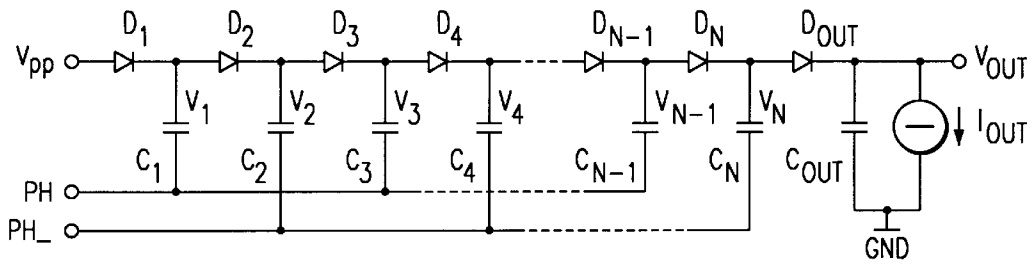 D1 D2 D3 D4 DN-1 DN DOUT
Vpp VOUT
V1 V2 V3 V4 VN-1 VN
IOUT
C1 C2 C3 C4 CN-1 CN COUT
PH
PH_
GND